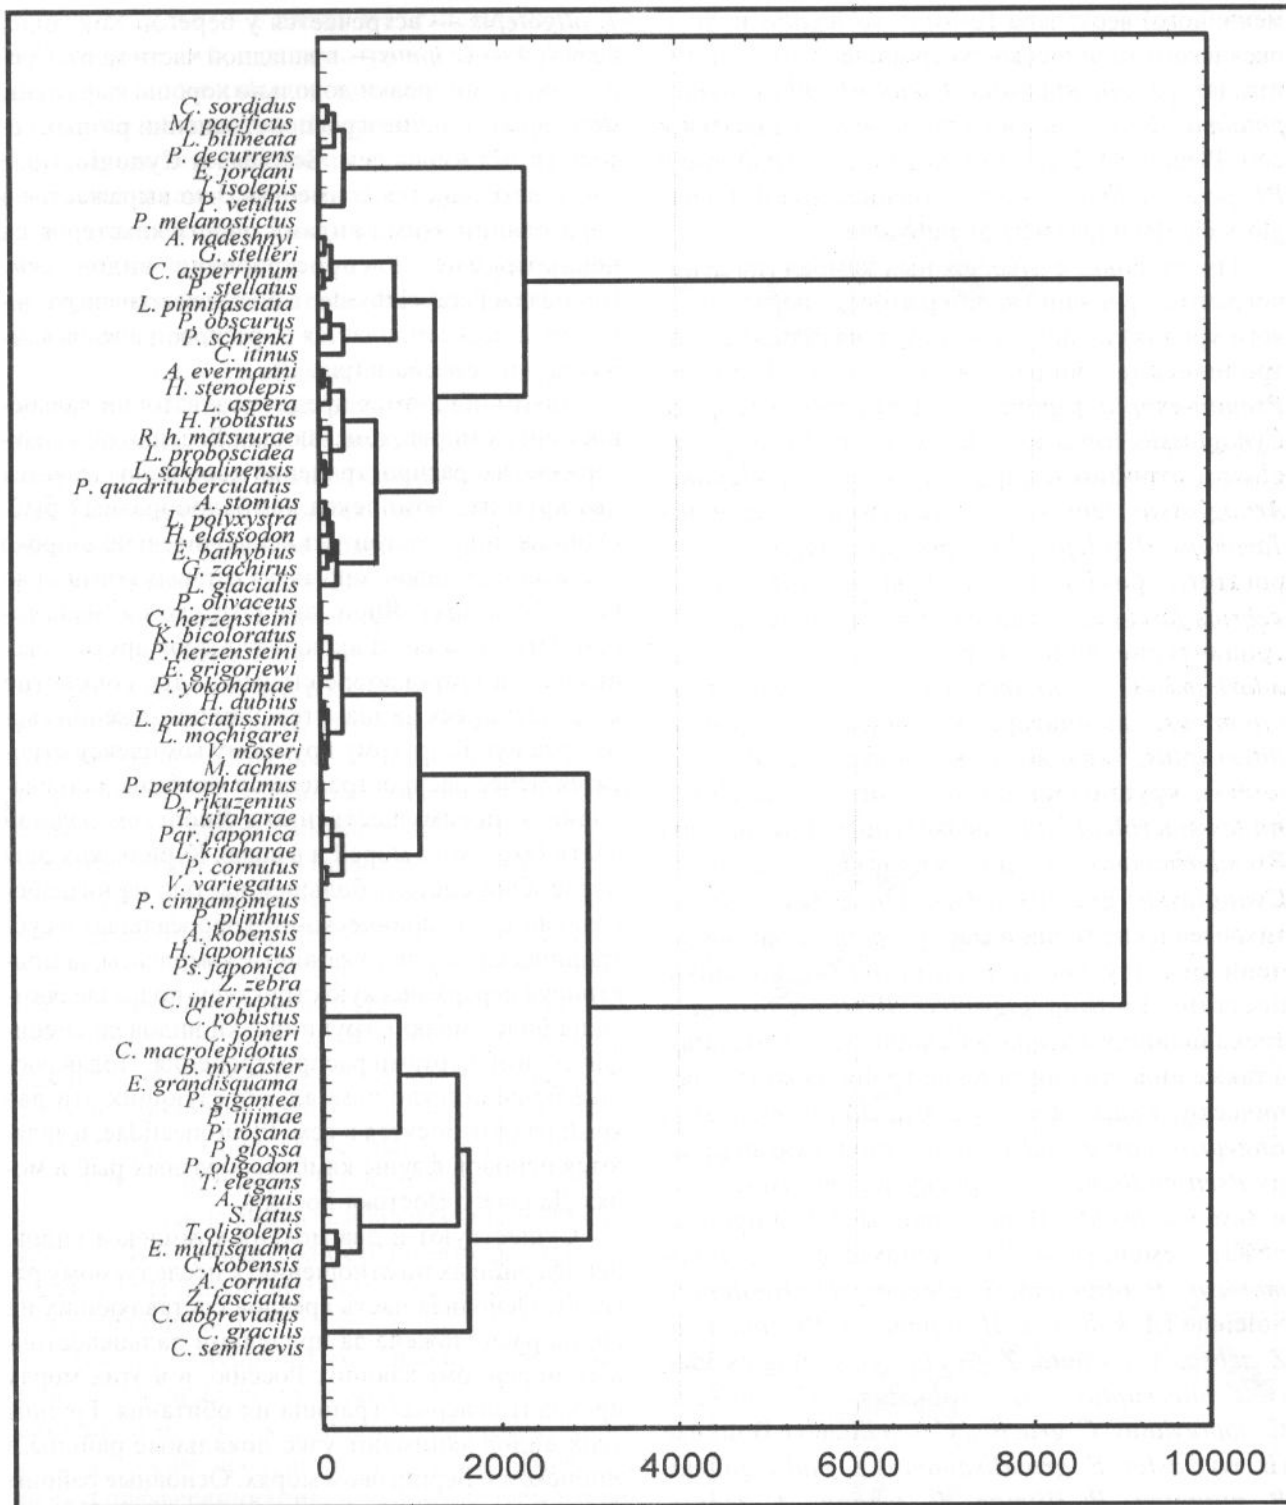 C. sordidus
M. pacificus
L. bilineata
P. decurrens
E. jordani
I. isolepis
P. vetulus
P. melanostictus
A. nadeshnyi
G. stelleri
C. asperrimum
P. stellatus
L. pinnifasciata
P. obscurus
P. schrenki
C. itinus
A. evermanni
H. stenolepis
L. aspera
H. robustus
R. h. matsuurae
L. proboscidea
L. sakhalinensis
P. quadrituberculatus
A. stomias
L. polyxystra
H. elassodon
E. bathybius
G. zachirus
L. glacialis
P. olivaceus
C. herzensteini
K. bicoloratus
P. herzensteini
E. grigorjewi
P. yokohamae
H. dubius
L. punctatissima
L. mochigarei
V. moseri
M. achne
P. pentophtalmus
D. rikuzenius
T. kitaharae
Par. japonica
L. kitaharae
P. cornutus
V. variegatus
P. cinnamomeus
P. plinthus
A. kobensis
H. japonicus
Ps. japonica
Z. zebra
C. interruptus
C. robustus
C. joineri
C. macrolepidotus
B. myriaster
E. grandisquama
P. gigantea
P. iijimae
P. iosana
P. glossa
P. oligodon
T. elegans
A. tenuis
S. latus
T. oligolepis
E. multisquama
C. kobensis
A. cornuta
Z. fasciatus
C. abbreviatus
C. gracilis
C. semilaevis
0 2000 4000 6000 8000 10000